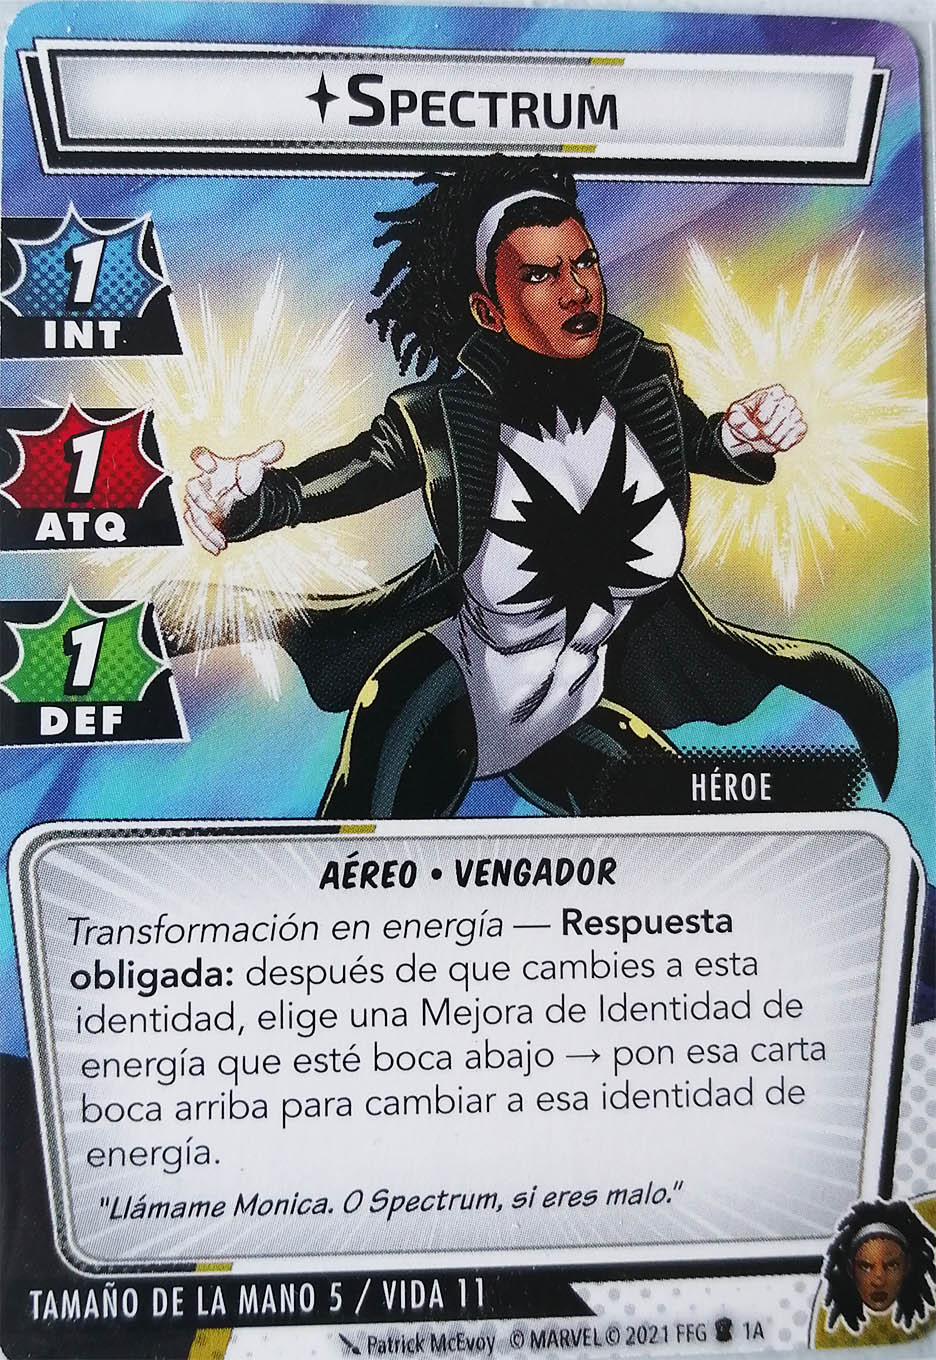 SPECTRUM
1
INT
1
ATQ
1
DEF
HÉROE
AÉREO • VENGADOR
Transformación en energía — Respuesta
obligada: después de que cambies a esta
identidad, elige una Mejora de Identidad de
energía que esté boca abajo → pon esa carta
boca arriba para cambiar a esa identidad de
energía.
"Llámame Monica. O Spectrum, si eres malo."
TAMAÑO DE LA MANO 5 / VIDA 11
Patrick McEvoy © MARVEL © 2021 FFG 1A